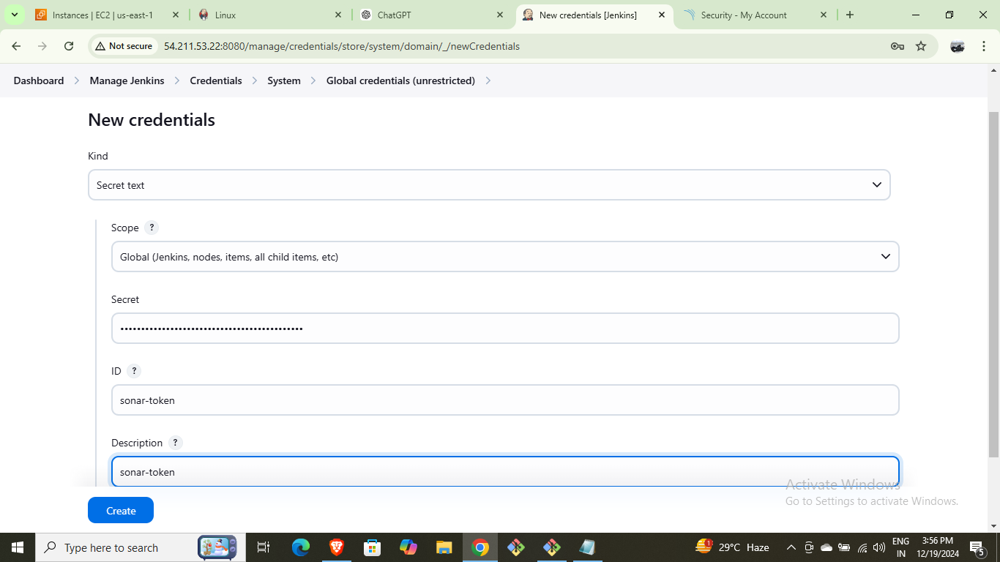 Instances | EC2 | us-east-1
Linux
ChatGPT
New credentials [Jenkins]
Security - My Account
Not secure
54.211.53.22:8080/manage/credentials/store/system/domain/_/newCredentials
Dashboard
Manage Jenkins
Credentials
System
Global credentials (unrestricted)
New credentials
Kind
Secret text
Scope ?
Global (Jenkins, nodes, items, all child items, etc)
Secret
••••••••••••••••••••••••••••••••••••••••••••
ID ?
sonar-token
Description ?
sonar-token
Activate Windows
Go to Settings to activate Windows.
Create
Type here to search
29°C Haze
1
ENG
IN
3:56 PM
12/19/2024
5